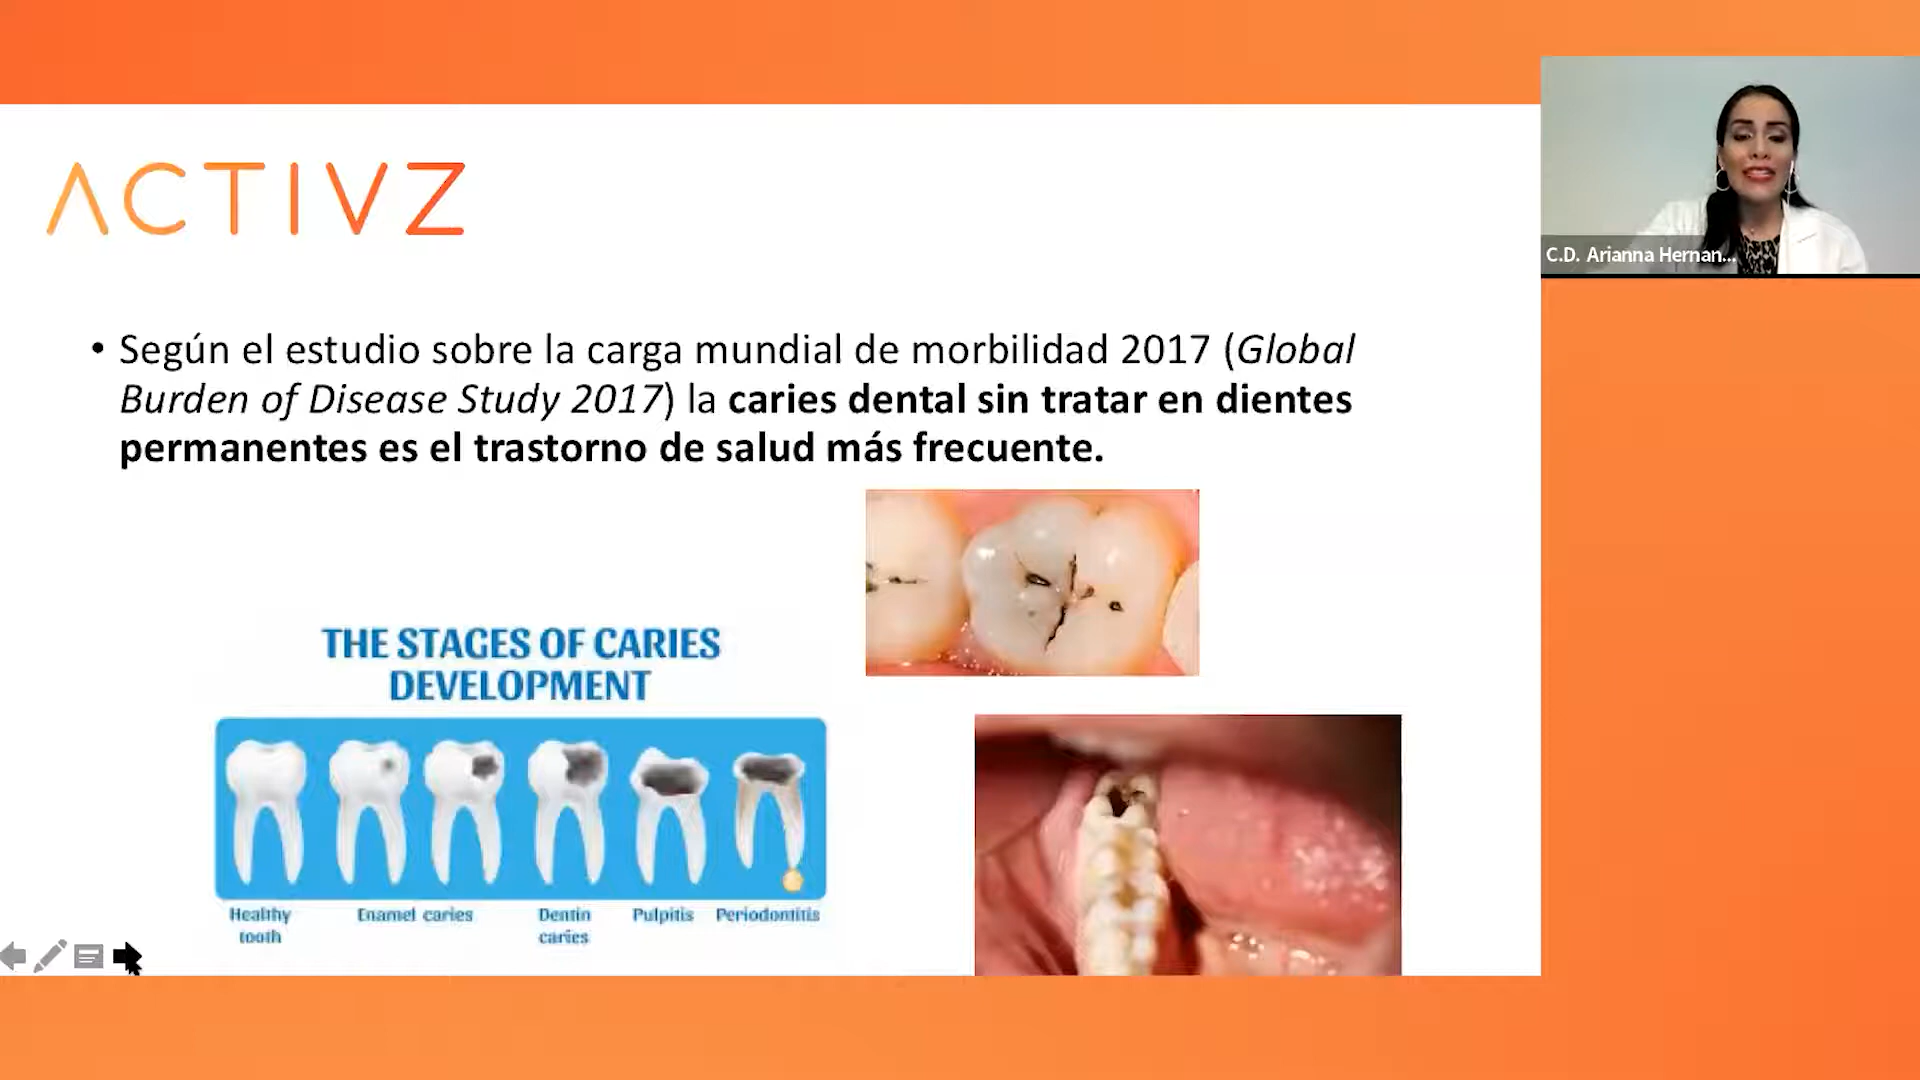 ACTIVZ
C.D. Arianna Hernan...
• Según el estudio sobre la carga mundial de morbilidad 2017 (Global
Burden of Disease Study 2017) la caries dental sin tratar en dientes
permanentes es el trastorno de salud más frecuente.
THE STAGES OF CARIES
DEVELOPMENT
Healthy
tooth
Enamel caries
Dentin
caries
Pulpitis
Periodontitis